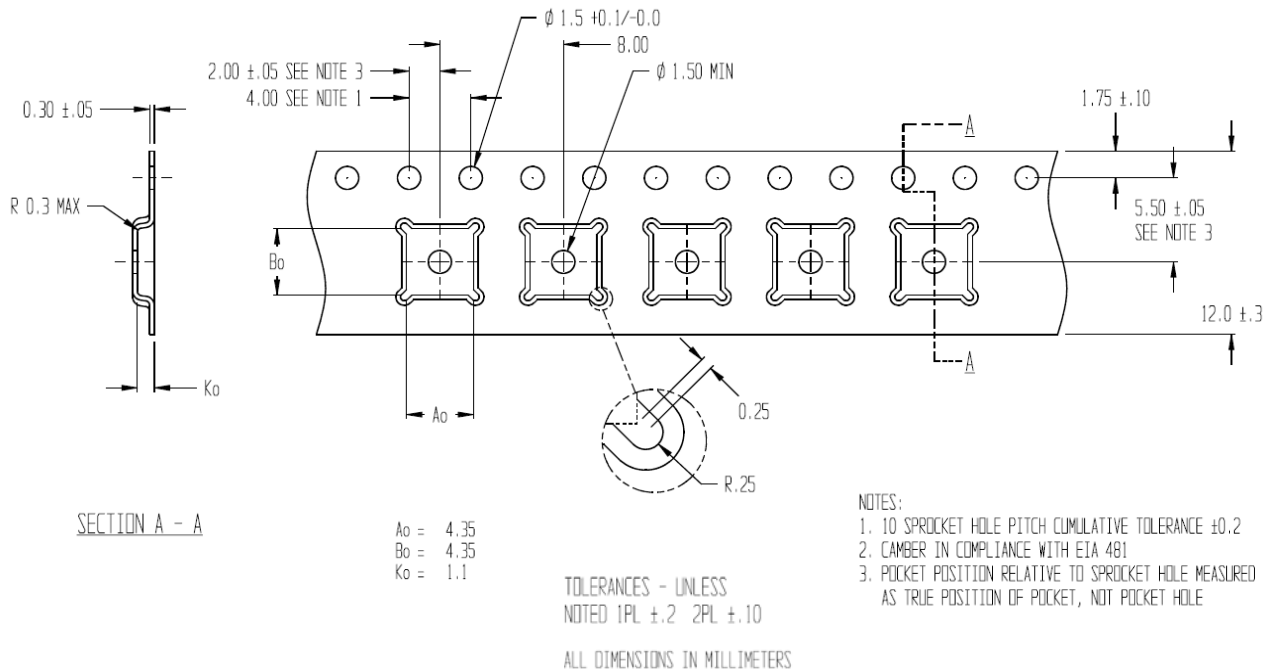 ϕ 1.5 +0.1/-0.0
8.00
2.00 ±.05 SEE NOTE 3
ϕ 1.50 MIN
4.00 SEE NOTE 1
0.30 ±.05
1.75 ±.10
A
R 0.3 MAX
5.50 ±.05
SEE NOTE 3
Bo
12.0 ±.3
A
Ko
Ao
0.25
R.25
SECTION A - A
Ao = 4.35
Bo = 4.35
Ko = 1.1
NOTES:
1. 10 SPROCKET HOLE PITCH CUMULATIVE TOLERANCE ±0.2
2. CAMBER IN COMPLIANCE WITH EIA 481
3. POCKET POSITION RELATIVE TO SPROCKET HOLE MEASURED
AS TRUE POSITION OF POCKET, NOT POCKET HOLE
TOLERANCES - UNLESS
NOTED 1PL ±.2 2PL ±.10
ALL DIMENSIONS IN MILLIMETERS